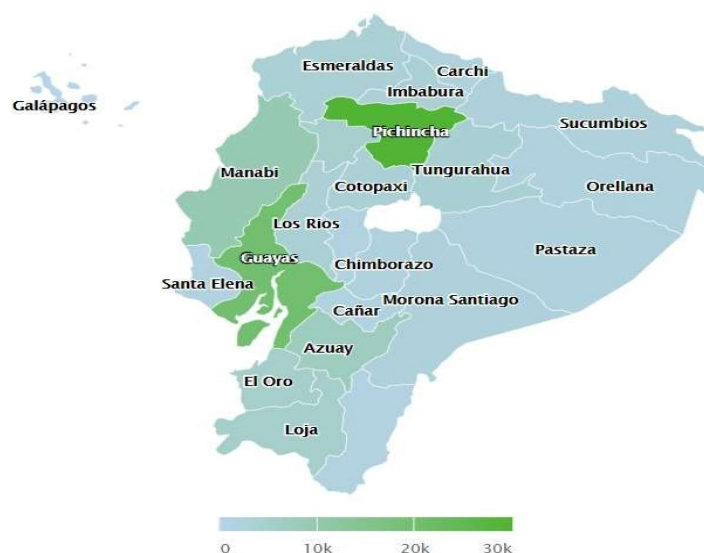 Esmeraldas
Carchi
Imbabura
Galápagos
Pichincha
Sucumbios
Manabi
Cotopaxi
Tungurahua
Orellana
Los Rios
Pastaza
Guayas
Chimborazo
Santa Elena
Cañar
Morona Santiago
Azuay
El Oro
Loja
0 10k 20k 30k